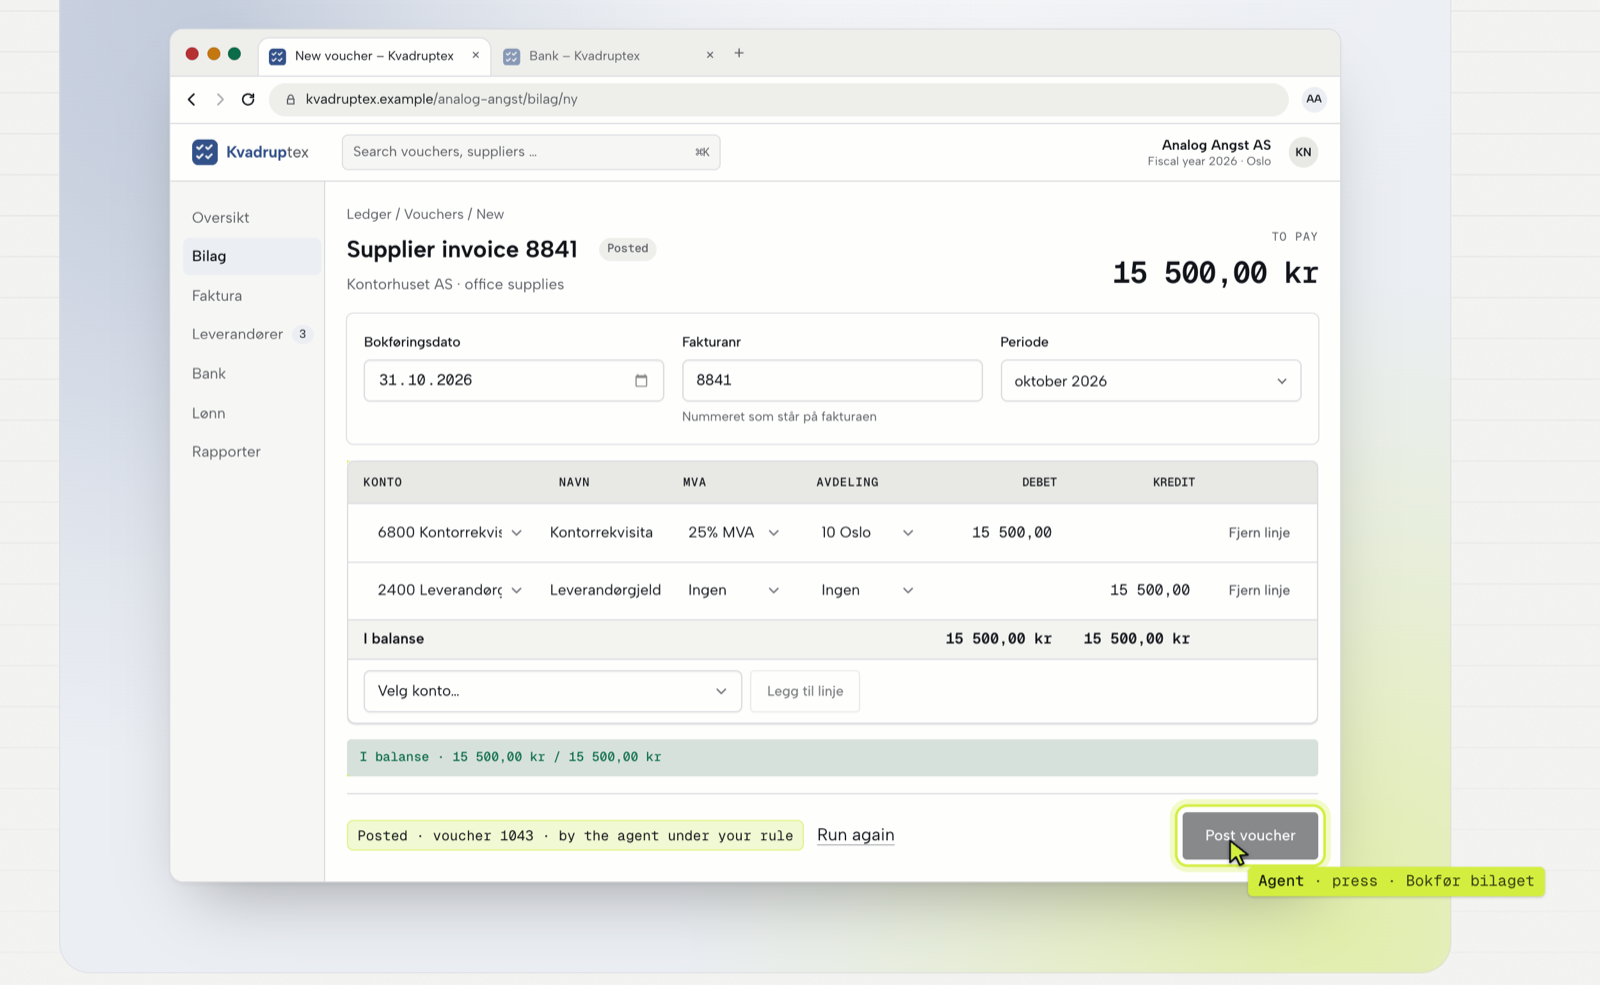 New voucher – Kvadruptex
Bank – Kvadruptex
kvadruptex.example/analog-angst/bilag/ny
AA
Kvadruptex
Search vouchers, suppliers …
⌘K
Analog Angst AS
Fiscal year 2026 · Oslo
KN
Oversikt
Bilag
Faktura
Leverandører 3
Bank
Lønn
Rapporter
Ledger / Vouchers / New
Supplier invoice 8841 Posted
Kontorhuset AS · office supplies
TO PAY
15 500,00 kr
Bokføringsdato Fakturanr Periode
31.10.2026 8841 oktober 2026
Nummeret som står på fakturaen
KONTO NAVN MVA AVDELING DEBET KREDIT
6800 Kontorrekvis Kontorrekvisita 25% MVA 10 Oslo 15 500,00 Fjern linje
2400 Leverandørg Leverandørgjeld Ingen Ingen 15 500,00 Fjern linje
I balanse 15 500,00 kr 15 500,00 kr
Velg konto… Legg til linje
I balanse · 15 500,00 kr / 15 500,00 kr
Posted · voucher 1043 · by the agent under your rule Run again
Post voucher
Agent · press · Bokfør bilaget